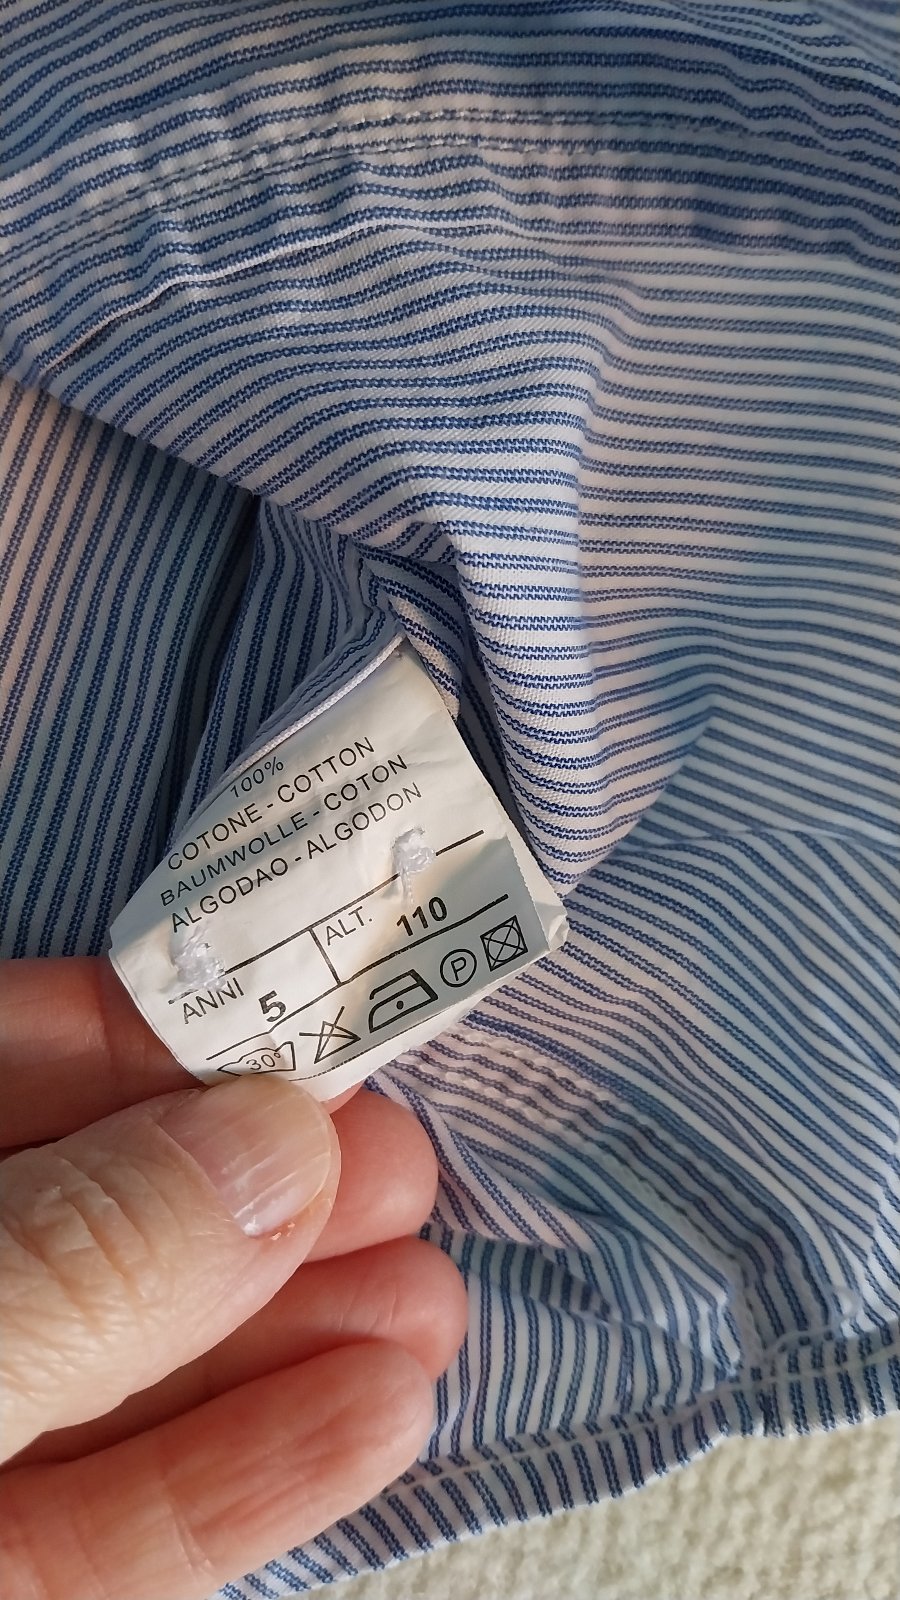 100%
COTONE - COTTON
BAUMWOLLE - COTON
ALGODAO - ALGODON
ANNI 5
ALT. 110
30°
P